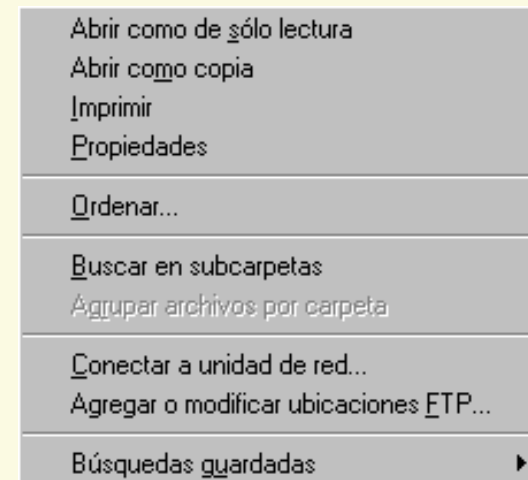 Abrir como de sólo lectura
Abrir como copia
Imprimir
Propiedades
Ordenar...
Buscar en subcarpetas
Agrupar archivos por carpeta
Conectar a unidad de red...
Agregar o modificar ubicaciones FTP...
Búsquedas guardadas